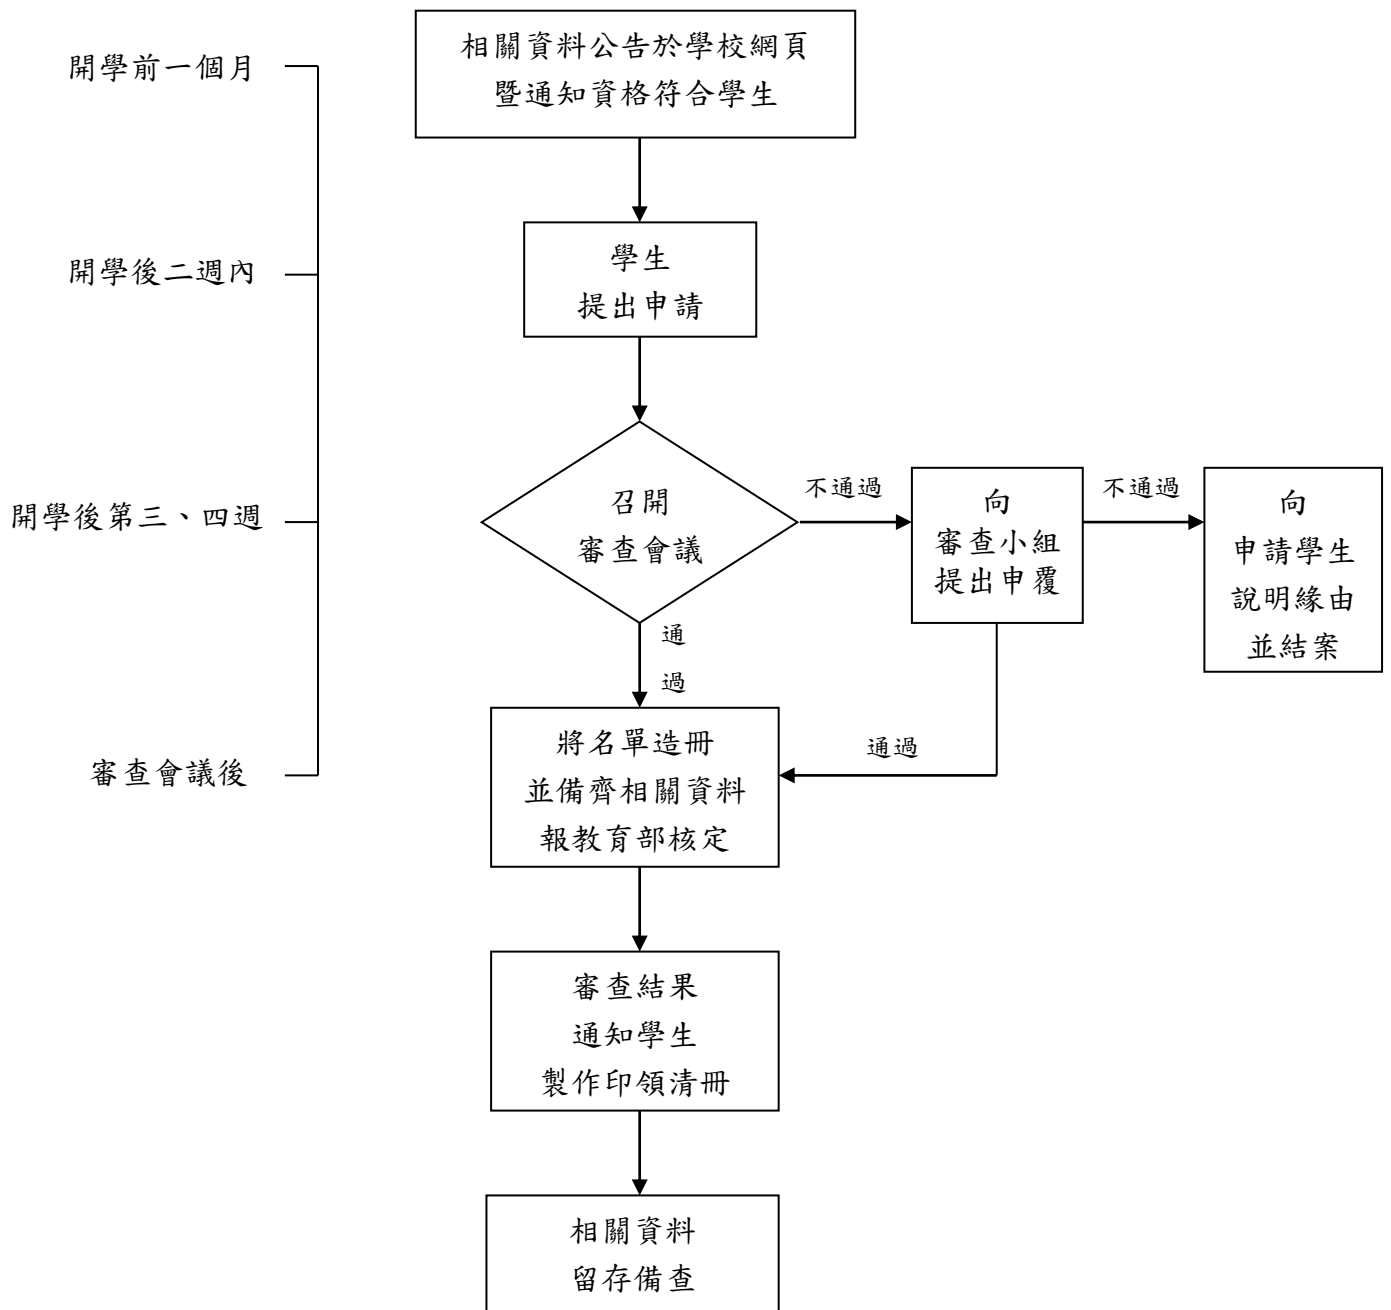 開學前一個月
相關資料公告於學校網頁
暨通知資格符合學生
開學後二週內
學生
提出申請
開學後第三、四週
召開
審查會議
不通過
向
審查小組
提出申覆
不通過
向
申請學生
說明緣由
並結案
通
過
通過
審查會議後
將名單造冊
並備齊相關資料
報教育部核定
審查結果
通知學生
製作印領清冊
相關資料
留存備查